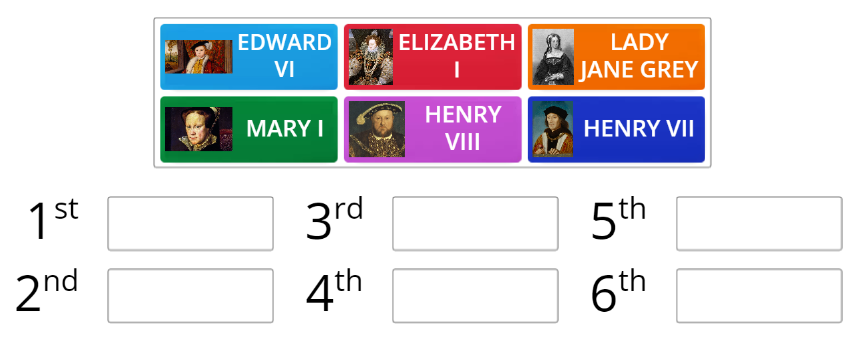 EDWARD
VI
ELIZABETH
I
LADY
JANE GREY
MARY I
HENRY
VIII
HENRY VII
1st
3rd
5th
2nd
4th
6th